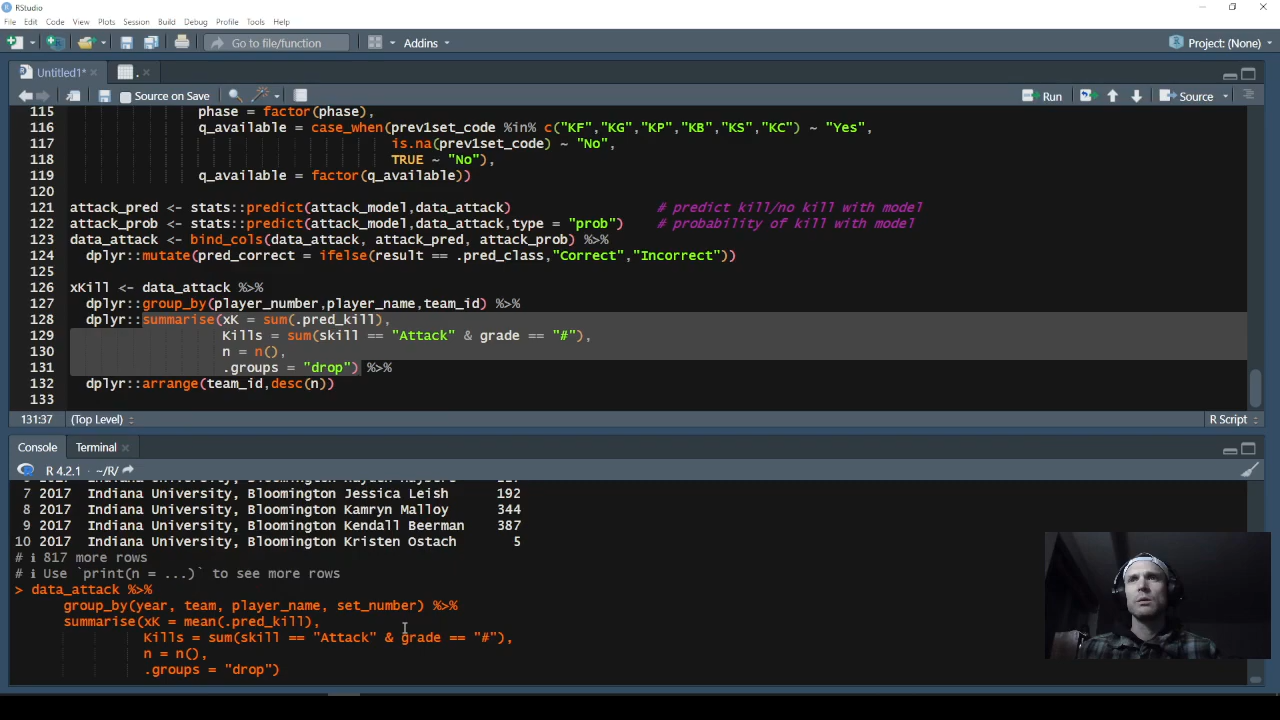 RStudio
File Edit Code View Plots Session Build Debug Profile Tools Help
Go to file/function Addins Project: (None)
Untitled1* .
Source on Save Run Source
115 phase = factor(phase),
116 q_available = case_when(prev1set_code %in% c("KF","KG","KP","KB","KS","KC") ~ "Yes",
117 is.na(prev1set_code) ~ "No",
118 TRUE ~ "No"),
119 q_available = factor(q_available))
120
121 attack_pred <- stats::predict(attack_model,data_attack) # predict kill/no kill with model
122 attack_prob <- stats::predict(attack_model,data_attack,type = "prob") # probability of kill with model
123 data_attack <- bind_cols(data_attack, attack_pred, attack_prob) %>%
124 dplyr::mutate(pred_correct = ifelse(result == .pred_class,"Correct","Incorrect"))
125
126 xKill <- data_attack %>%
127 dplyr::group_by(player_number,player_name,team_id) %>%
128 dplyr::summarise(xK = sum(.pred_kill),
129 Kills = sum(skill == "Attack" & grade == "#"),
130 n = n(),
131 .groups = "drop") %>%
132 dplyr::arrange(team_id,desc(n))
133
131:37 (Top Level) R Script
Console Terminal
R 4.2.1 · ~/R/
7 2017 Indiana University, Bloomington Jessica Leish 192
8 2017 Indiana University, Bloomington Kamryn Malloy 344
9 2017 Indiana University, Bloomington Kendall Beerman 387
10 2017 Indiana University, Bloomington Kristen Ostach 5
# ℹ 817 more rows
# ℹ Use `print(n = ...)` to see more rows
> data_attack %>%
group_by(year, team, player_name, set_number) %>%
summarise(xK = mean(.pred_kill),
Kills = sum(skill == "Attack" & grade == "#"),
n = n(),
.groups = "drop")